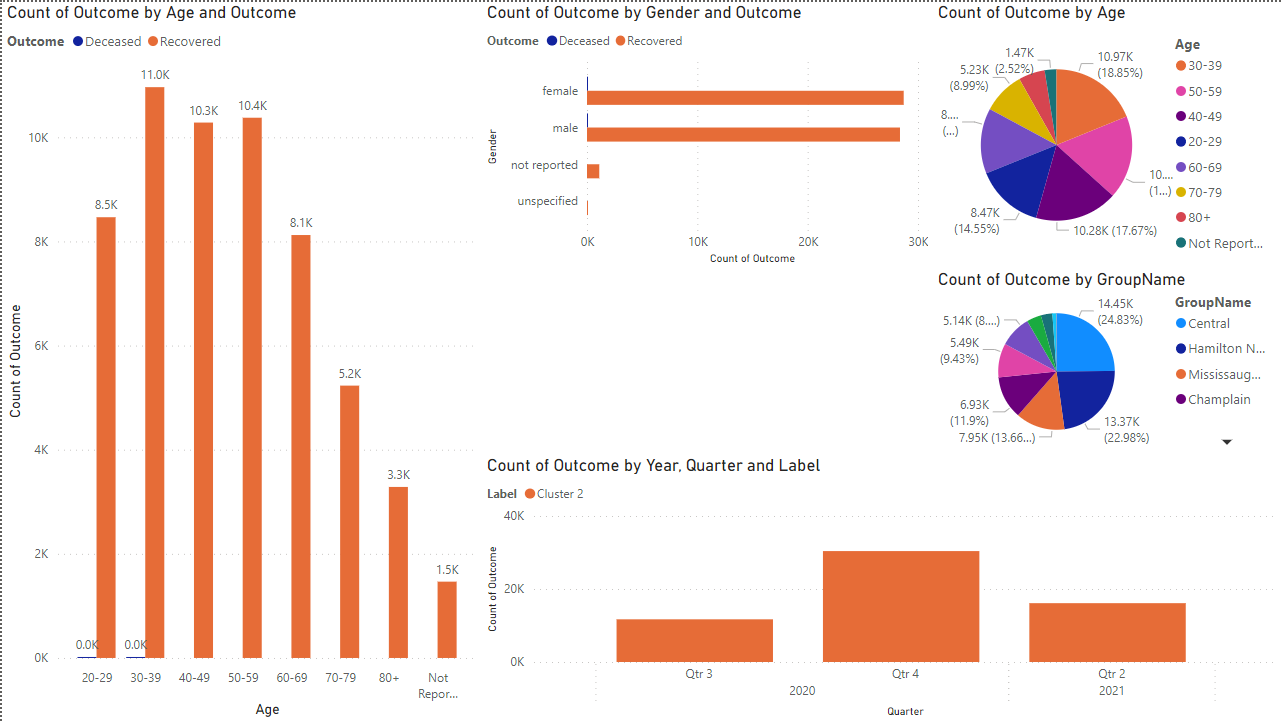 Count of Outcome by Age and Outcome
Outcome Deceased Recovered
Count of Outcome
10K
8K
6K
4K
2K
0K
0.0K
8.5K
0.0K
11.0K
10.3K
10.4K
8.1K
5.2K
3.3K
1.5K
20-29
30-39
40-49
50-59
60-69
70-79
80+
Not
Repor...
Age
Count of Outcome by Gender and Outcome
Outcome Deceased Recovered
Gender
female
male
not reported
unspecified
0K
10K
20K
30K
Count of Outcome
Count of Outcome by Age
10.97K
(18.85%)
10....
(1...)
10.28K (17.67%)
8.47K
(14.55%)
8....
(...)
5.23K
(8.99%)
1.47K
(2.52%)
Age
30-39
50-59
40-49
20-29
60-69
70-79
80+
Not Report...
Count of Outcome by GroupName
14.45K
(24.83%)
13.37K
(22.98%)
7.95K (13.66...)
6.93K
(11.9%)
5.49K
(9.43%)
5.14K (8....)
GroupName
Central
Hamilton N...
Mississaug...
Champlain
Count of Outcome by Year, Quarter and Label
Label Cluster 2
Count of Outcome
40K
20K
0K
Qtr 3
Qtr 4
Qtr 2
2020
2021
Quarter